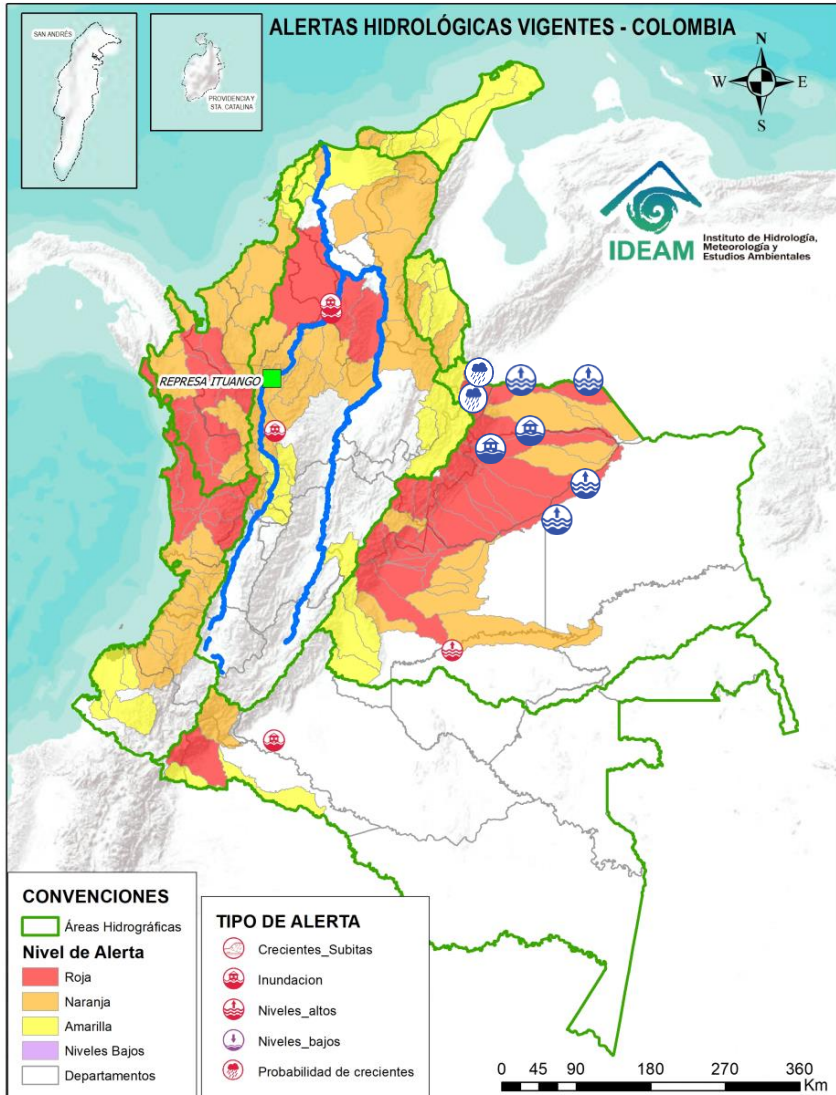 ALERTAS HIDROLÓGICAS VIGENTES - COLOMBIA
SAN ANDRÉS
PROVIDENCIA Y
STA. CATALINA
N
W
E
S
IDEAM
Instituto de Hidrología,
Meteorología y
Estudios Ambientales
REPRESA ITUANGO
CONVENCIONES
Áreas Hidrográficas
Nivel de Alerta
Roja
Naranja
Amarilla
Niveles Bajos
Departamentos
TIPO DE ALERTA
Crecientes_Subitas
Inundacion
Niveles_altos
Niveles_bajos
Probabilidad de crecientes
0 45 90 180 270 360
Km